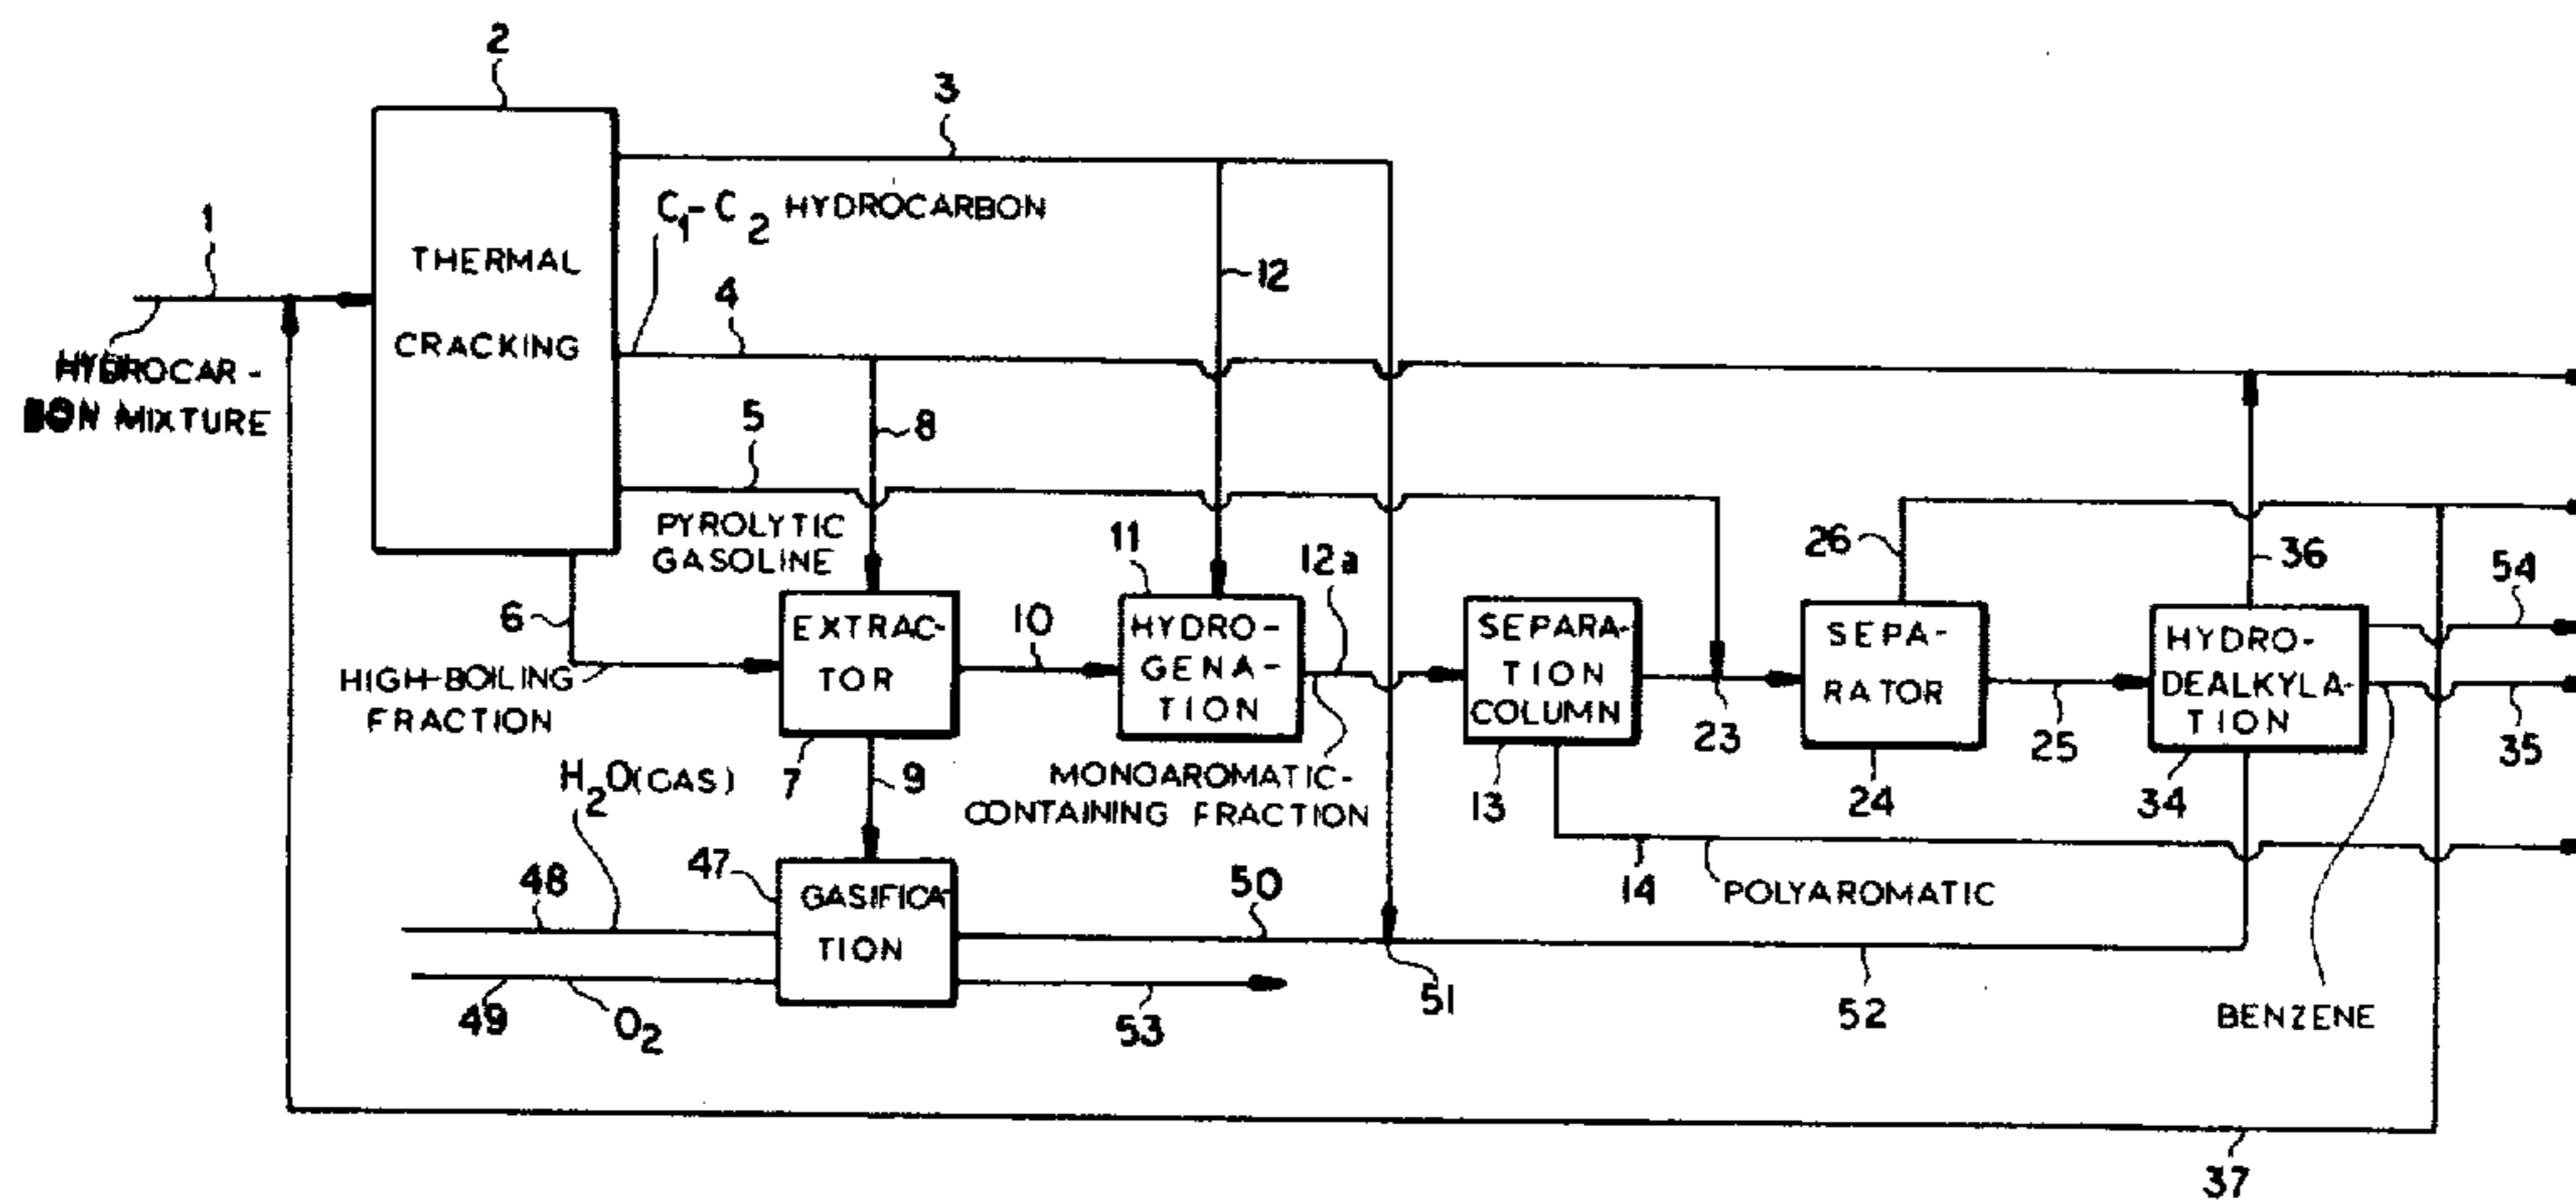 2
3
C1-C2 HYDROCARBON
1
THERMAL
CRACKING
4
12
HYDROCAR-
BON MIXTURE
5
8
PYROLYTIC
GASOLINE
6
HIGH-BOILING
FRACTION
EXTRAC-
TOR
7
10
11
HYDRO-
GENA-
TION
12a
SEPARA-
TION
COLUMN
13
23
26
SEPA-
RATOR
24
25
36
HYDRO-
DEALKYLA-
TION
34
54
35
9
MONOAROMATIC-
CONTAINING FRACTION
H2O(GAS)
48
47
GASIFICA-
TION
50
14
POLYAROMATIC
49
O2
53
51
52
BENZENE
37